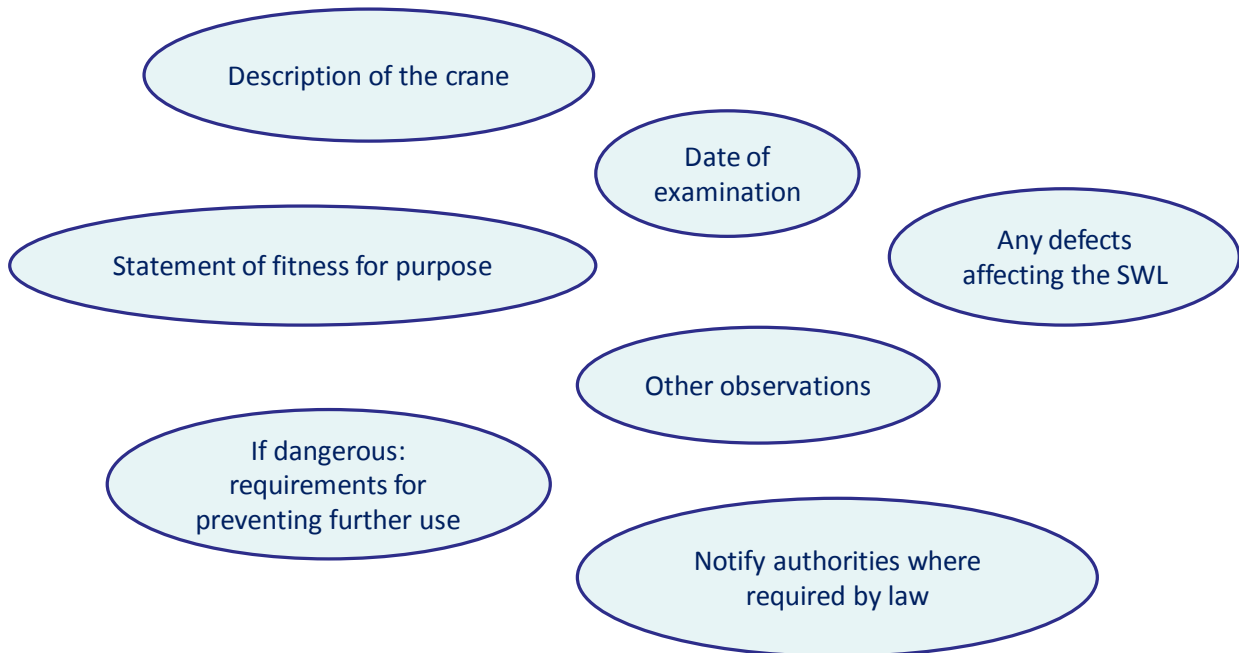 Description of the crane
Date of
examination
Statement of fitness for purpose
Any defects
affecting the SWL
Other observations
If dangerous:
requirements for
preventing further use
Notify authorities where
required by law